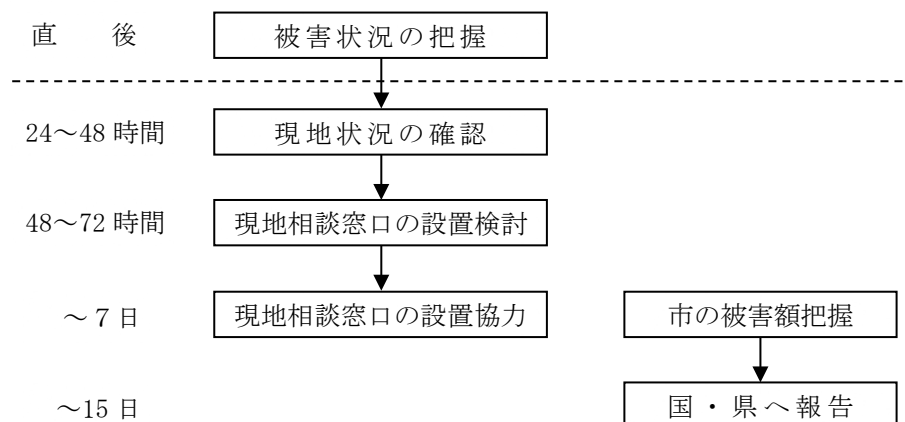 直　後　被害状況の把握
24～48 時間　現地状況の確認
48～72 時間　現地相談窓口の設置検討
～７日　現地相談窓口の設置協力　市の被害額把握
～15 日　国・県へ報告